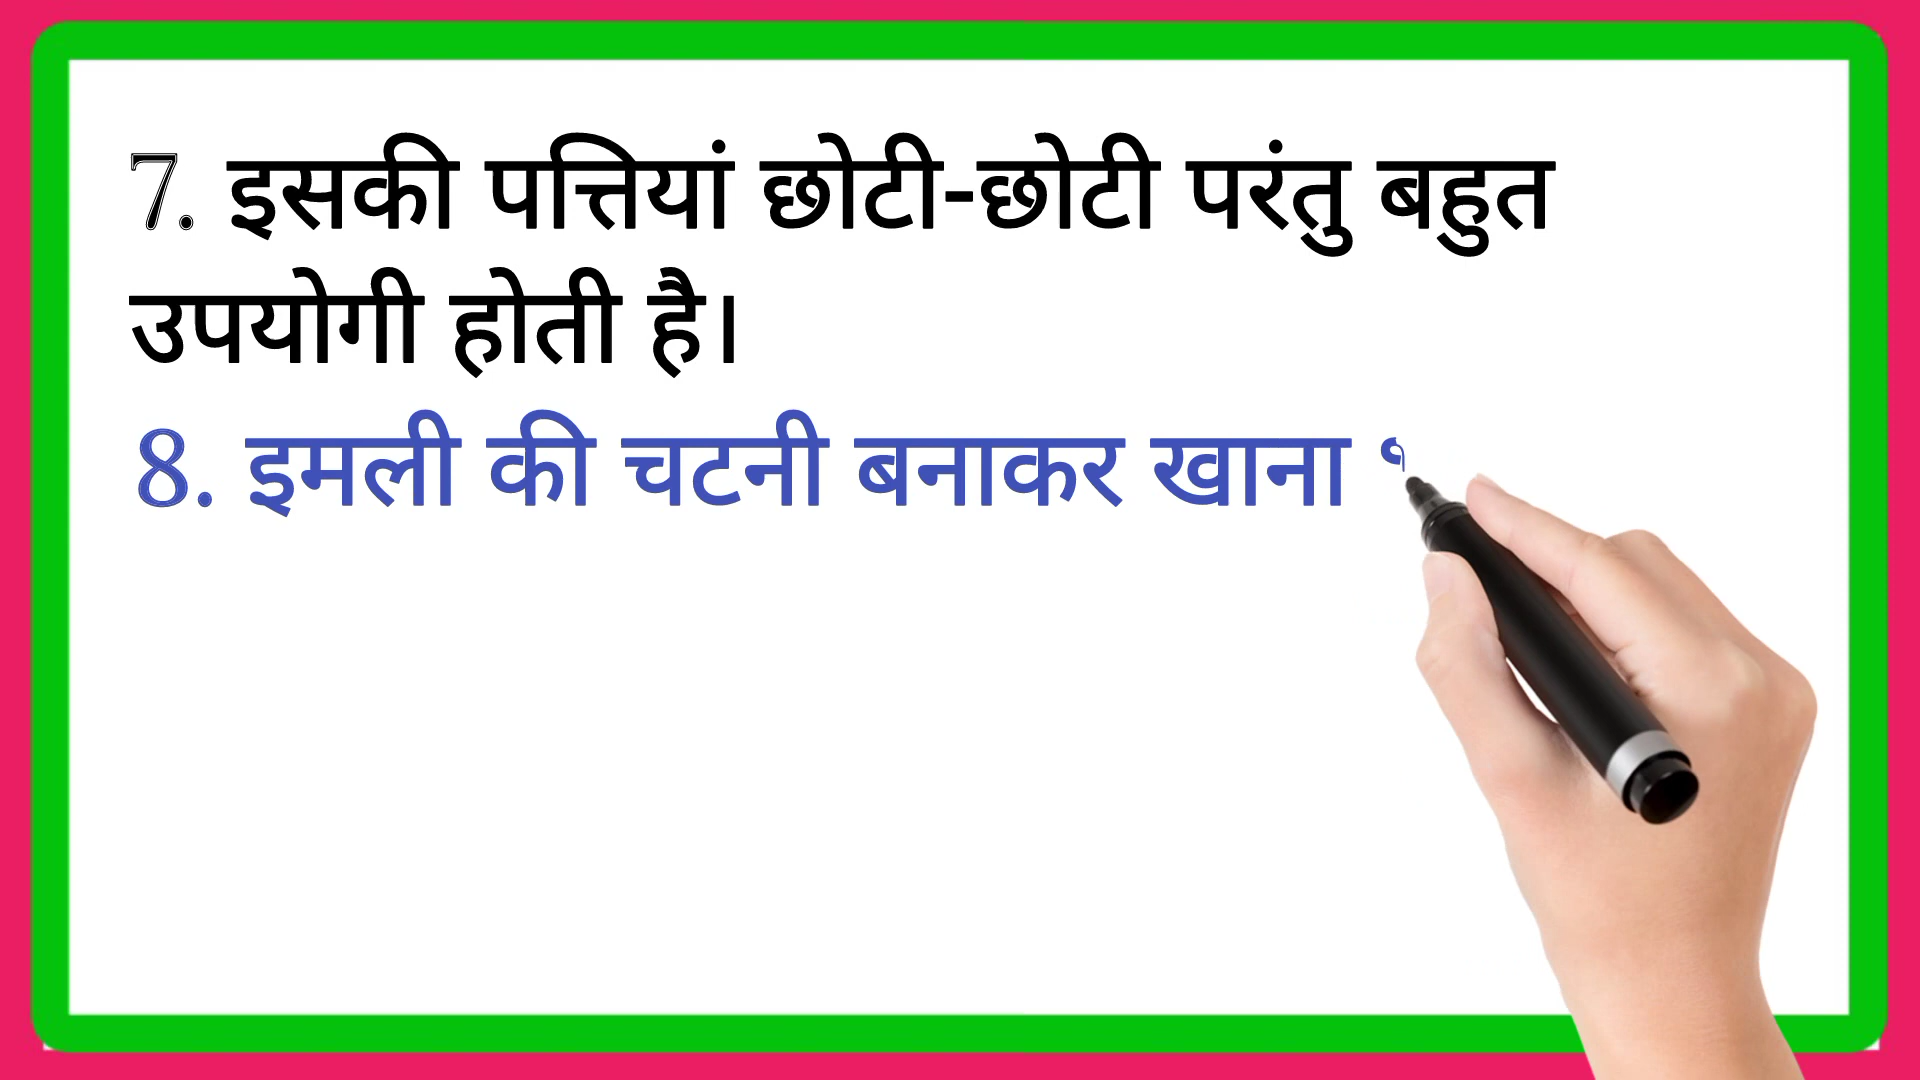 7. इसकी पत्तियां छोटी-छोटी परंतु बहुत
उपयोगी होती है।
8. इमली की चटनी बनाकर खाना